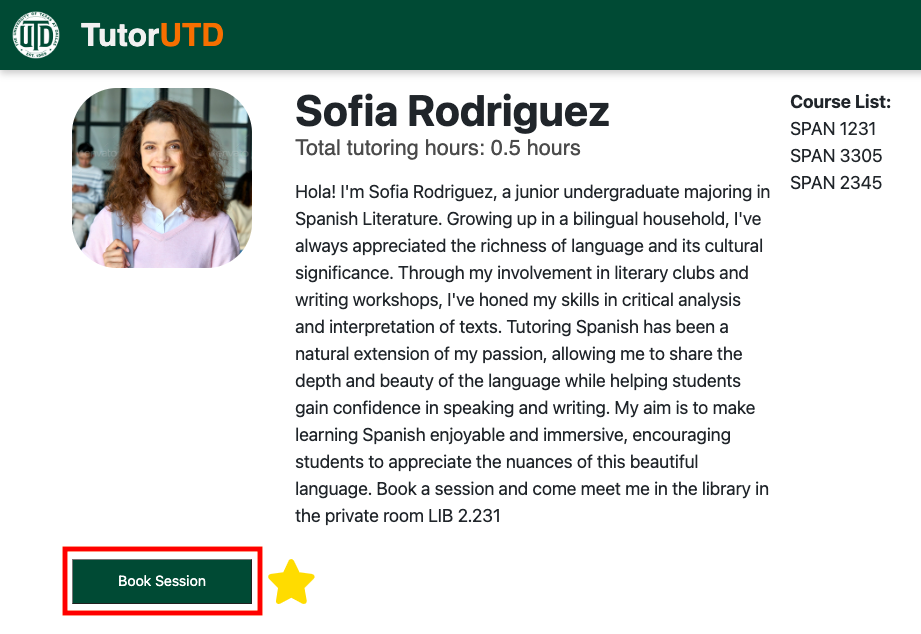 UTD
TutorUTD
Sofia Rodriguez
Total tutoring hours: 0.5 hours
Hola! I'm Sofia Rodriguez, a junior undergraduate majoring in
Spanish Literature. Growing up in a bilingual household, I've
always appreciated the richness of language and its cultural
significance. Through my involvement in literary clubs and
writing workshops, I've honed my skills in critical analysis
and interpretation of texts. Tutoring Spanish has been a
natural extension of my passion, allowing me to share the
depth and beauty of the language while helping students
gain confidence in speaking and writing. My aim is to make
learning Spanish enjoyable and immersive, encouraging
students to appreciate the nuances of this beautiful
language. Book a session and come meet me in the library in
the private room LIB 2.231
Course List:
SPAN 1231
SPAN 3305
SPAN 2345
Book Session